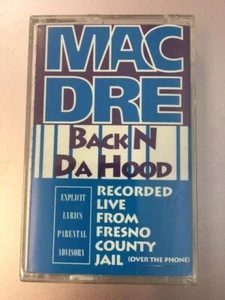 MAC
DRE
BACK N
DA HOOD
EXPLICIT
LYRICS
PARENTAL
ADVISORY
RECORDED
LIVE
FROM
FRESNO
COUNTY
JAIL (OVER THE PHONE)